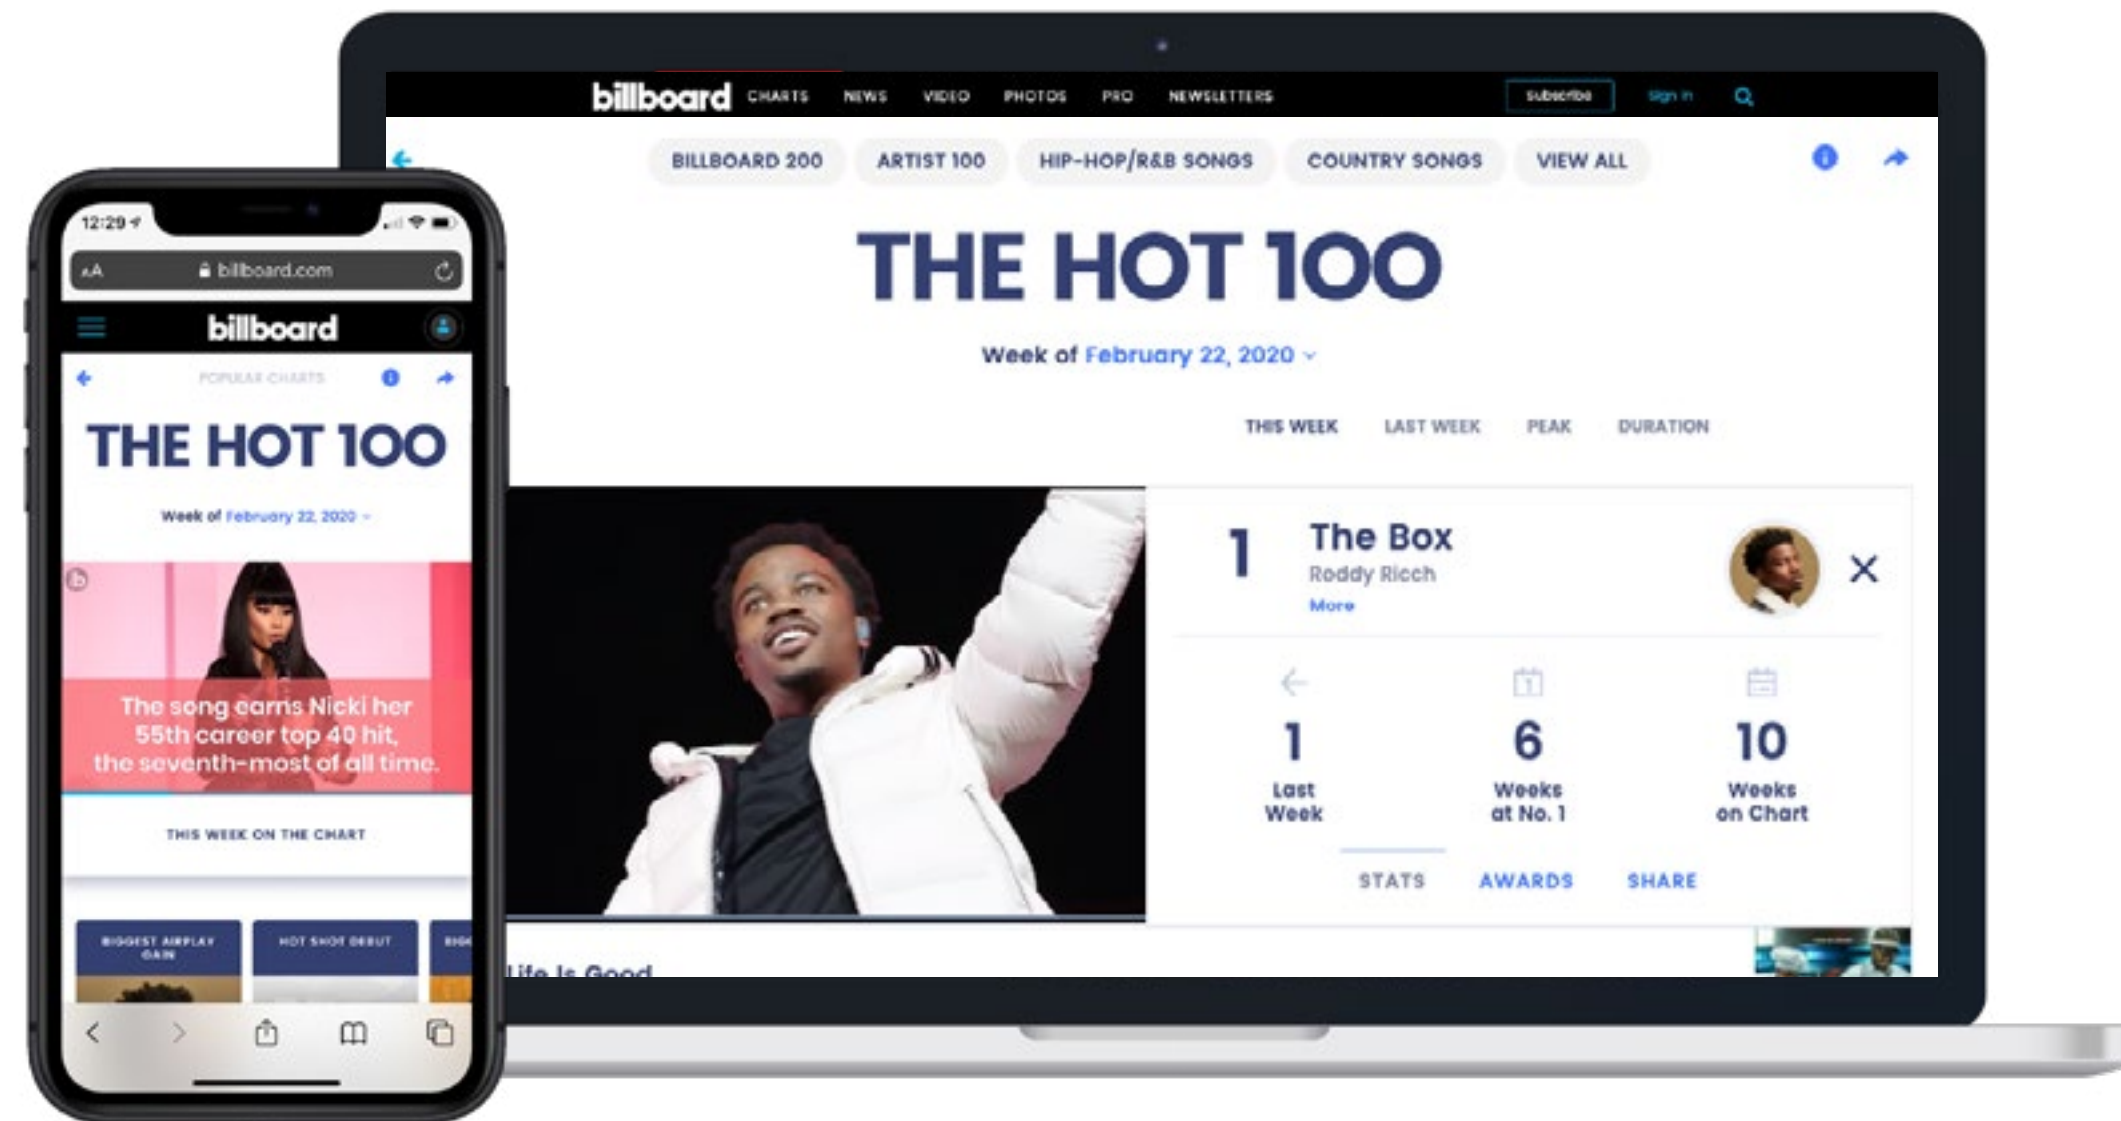 billboard CHARTS NEWS VIDEO PHOTOS PRO NEWSLETTERS subscribe sign in
BILLBOARD 200 ARTIST 100 HIP-HOP/R&B SONGS COUNTRY SONGS VIEW ALL
THE HOT 100
Week of February 22, 2020
THIS WEEK LAST WEEK PEAK DURATION
1 The Box
Roddy Ricch
More
1 6 10
Last Week
Weeks at No. 1
Weeks on Chart
STATS AWARDS SHARE
Life Is Good
12:29
AA billboard.com
billboard
POPULAR CHARTS
THE HOT 100
Week of February 22, 2020
The song earns Nicki her
55th career top 40 hit,
the seventh-most of all time.
THIS WEEK ON THE CHART
BIGGEST AIRPLAY
GAIN
HOT SHOT DEBUT